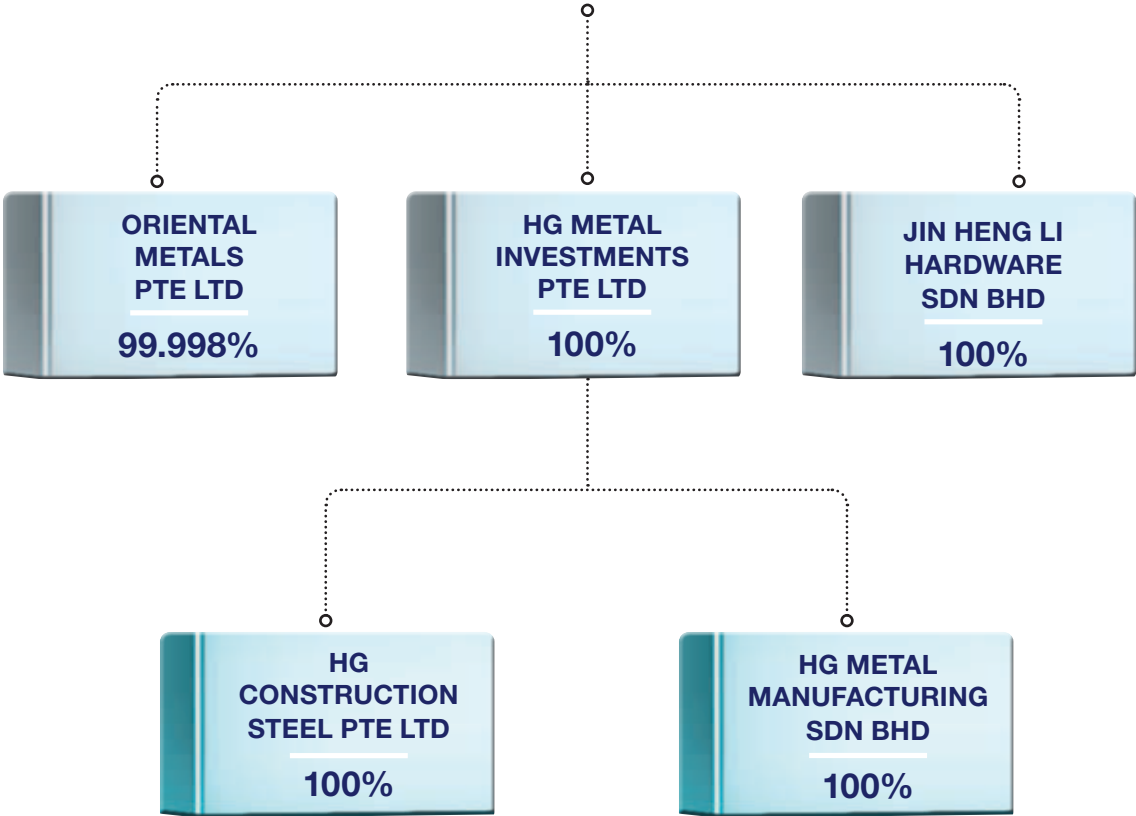 ORIENTAL
METALS
PTE LTD
99.998%
HG METAL
INVESTMENTS
PTE LTD
100%
JIN HENG LI
HARDWARE
SDN BHD
100%
HG
CONSTRUCTION
STEEL PTE LTD
100%
HG METAL
MANUFACTURING
SDN BHD
100%